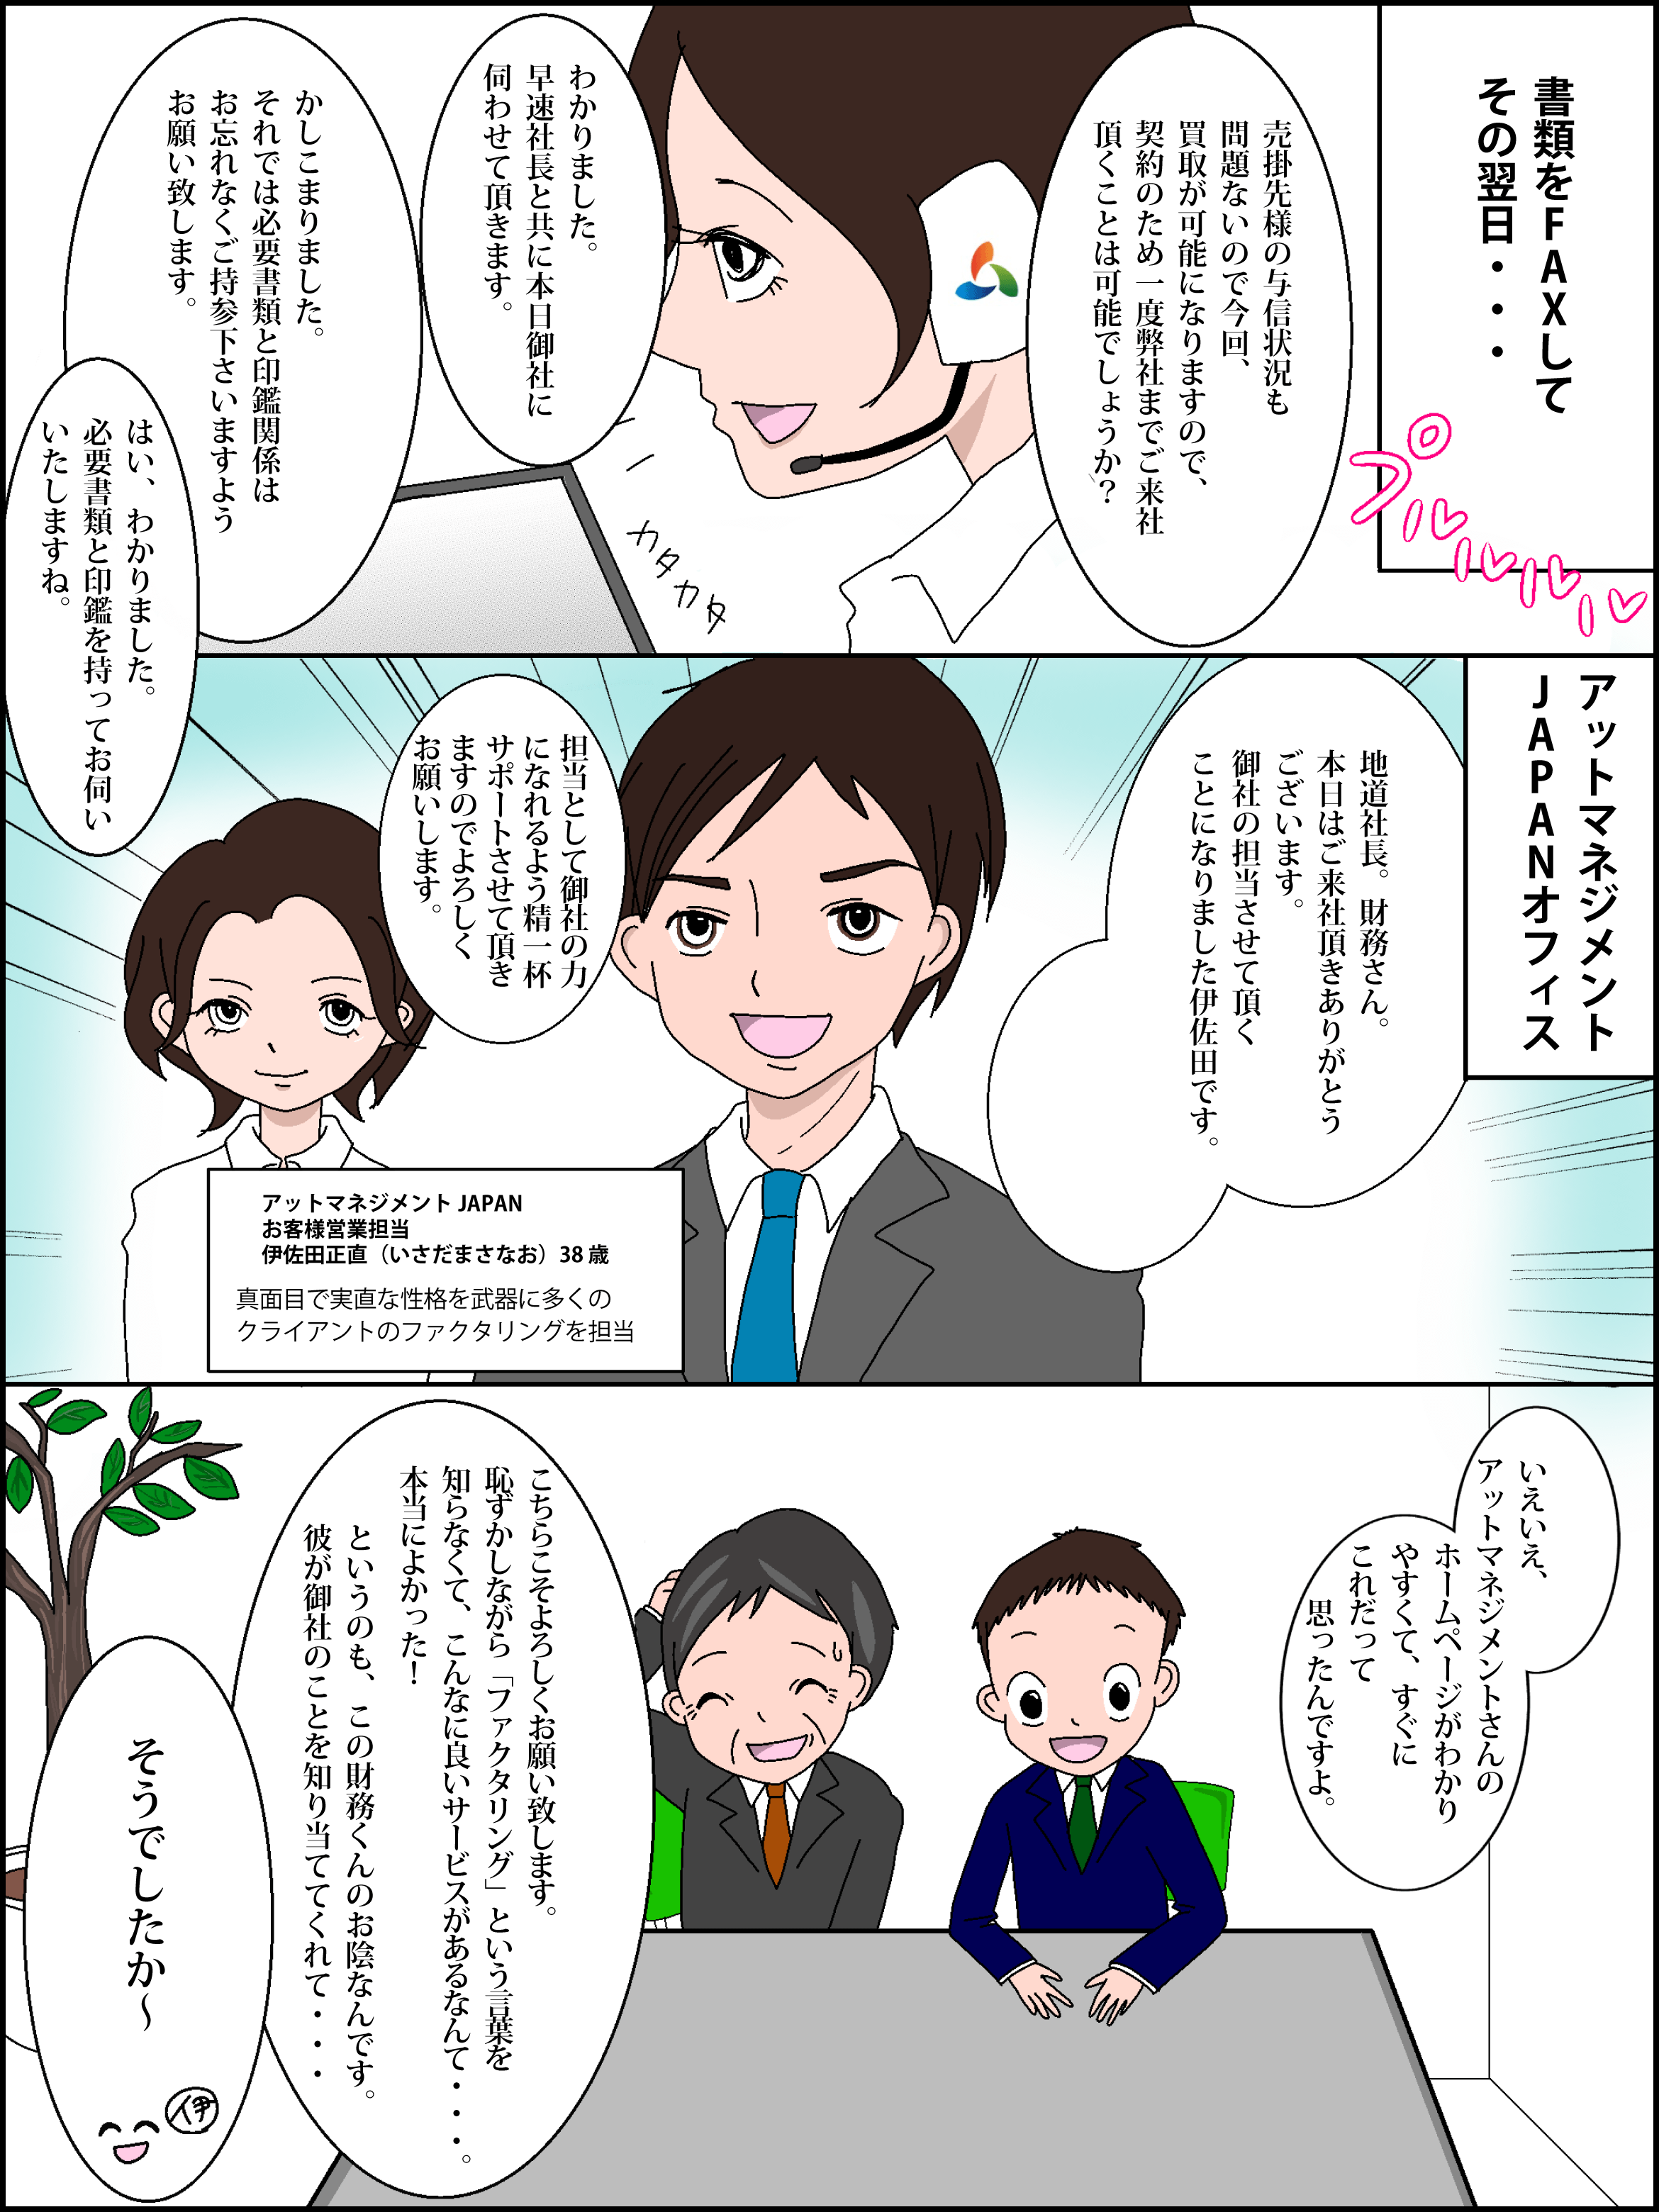 書類をFAXして
その翌日・・・
プルルルルル
売掛先様の与信状況も
問題ないので今回、
買取が可能になりますので、
契約のため一度弊社までご来社
頂くことは可能でしょうか？
わかりました。
早速社長と共に本日御社に
伺わせて頂きます。
カタカタ
かしこまりました。
それでは必要書類と印鑑関係は
お忘れなくご持参下さいますよう
お願い致します。
はい、わかりました。
必要書類と印鑑を持ってお伺い
いたしますね。
アットマネジメント
JAPANオフィス
地道社長。財務さん。
本日はご来社頂きありがとう
ございます。
御社の担当させて頂く
ことになりました伊佐田です。
担当として御社の力
になれるよう精一杯
サポートさせて頂き
ますのでよろしく
お願いします。
アットマネジメント JAPAN
お客様営業担当
伊佐田正直（いさだまさなお）38 歳
真面目で実直な性格を武器に多くの
クライアントのファクタリングを担当
いえいえ、
アットマネジメントさんの
ホームページがわかり
やすくて、すぐに
これだって
思ったんですよ。
こちらこそよろしくお願い致します。
恥ずかしながら「ファクタリング」という言葉を
知らなくて、こんなに良いサービスがあるなんて・・・。
本当によかった！
というのも、この財務くんのお陰なんです。
彼が御社のことを知り当ててくれて・・・
そうでしたか～
伊